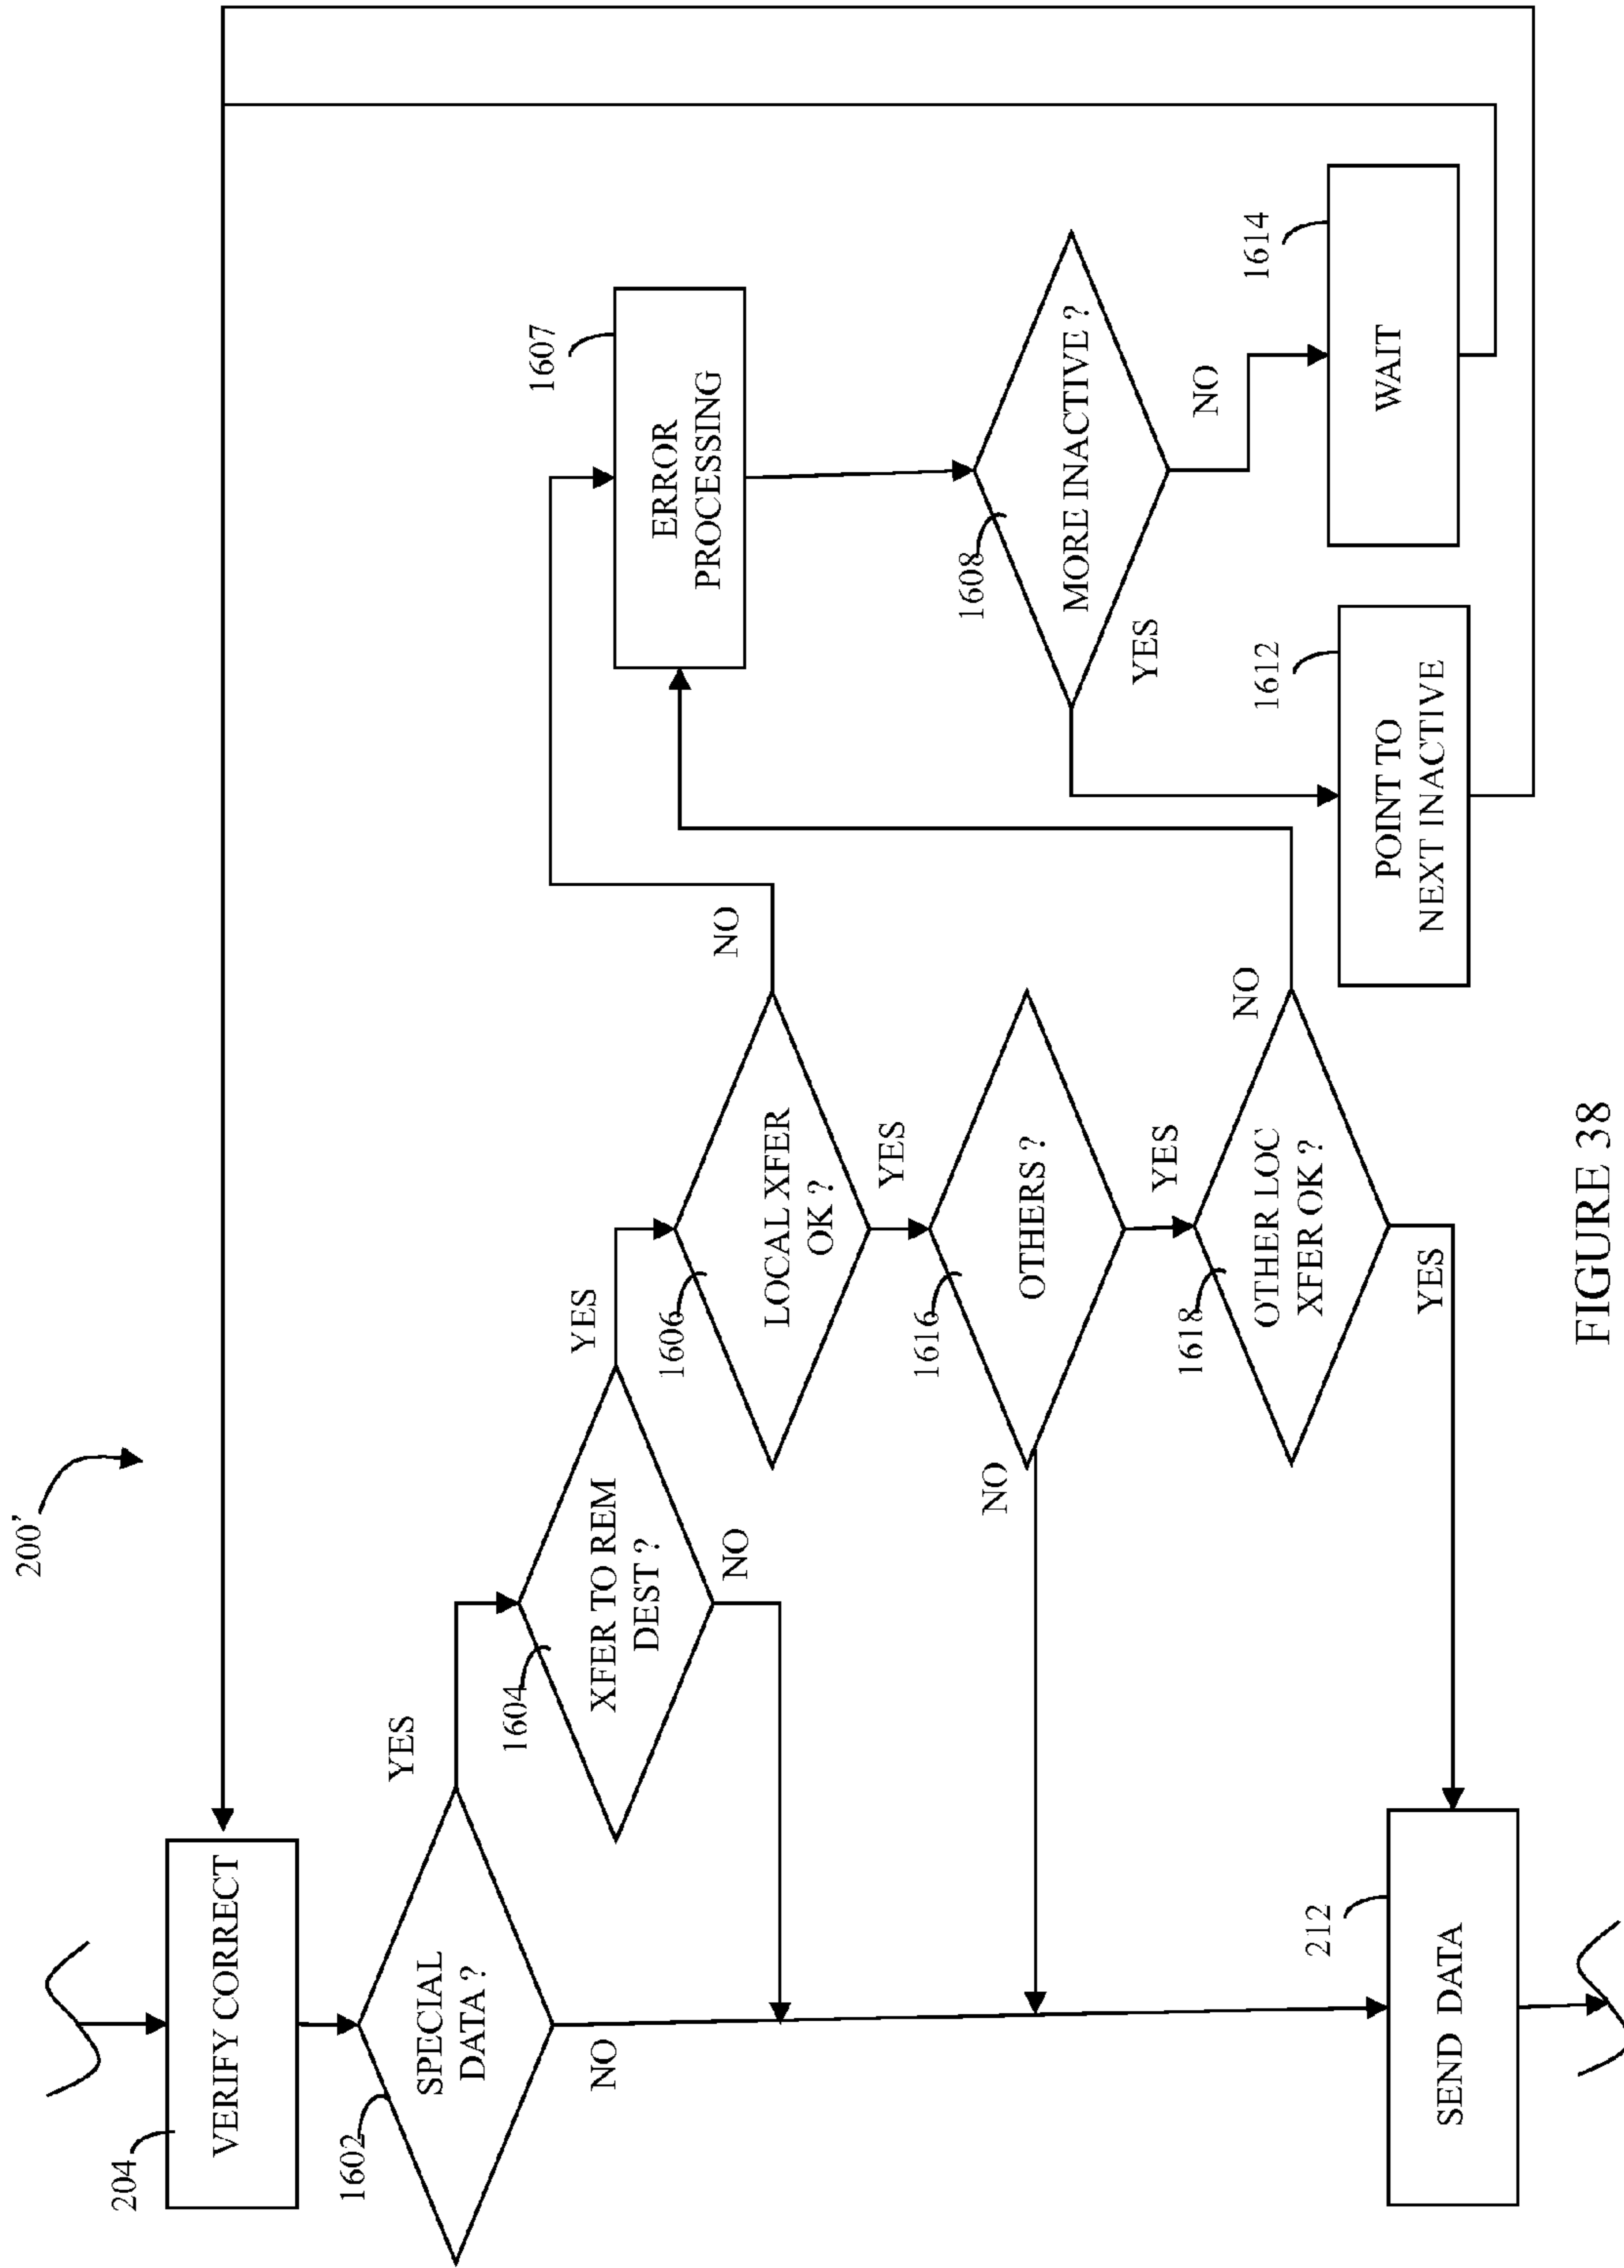 200'
204
VERIFY CORRECT
1602
SPECIAL
DATA ?
YES
NO
1604
XFER TO REM
DEST ?
YES
NO
1606
LOCAL XFER
OK ?
NO
YES
1607
ERROR
PROCESSING
1616
OTHERS ?
NO
YES
1608
MORE INACTIVE ?
YES
NO
1618
OTHER LOC
XFER OK ?
NO
YES
1612
POINT TO
NEXT INACTIVE
1614
WAIT
212
SEND DATA
FIGURE 38